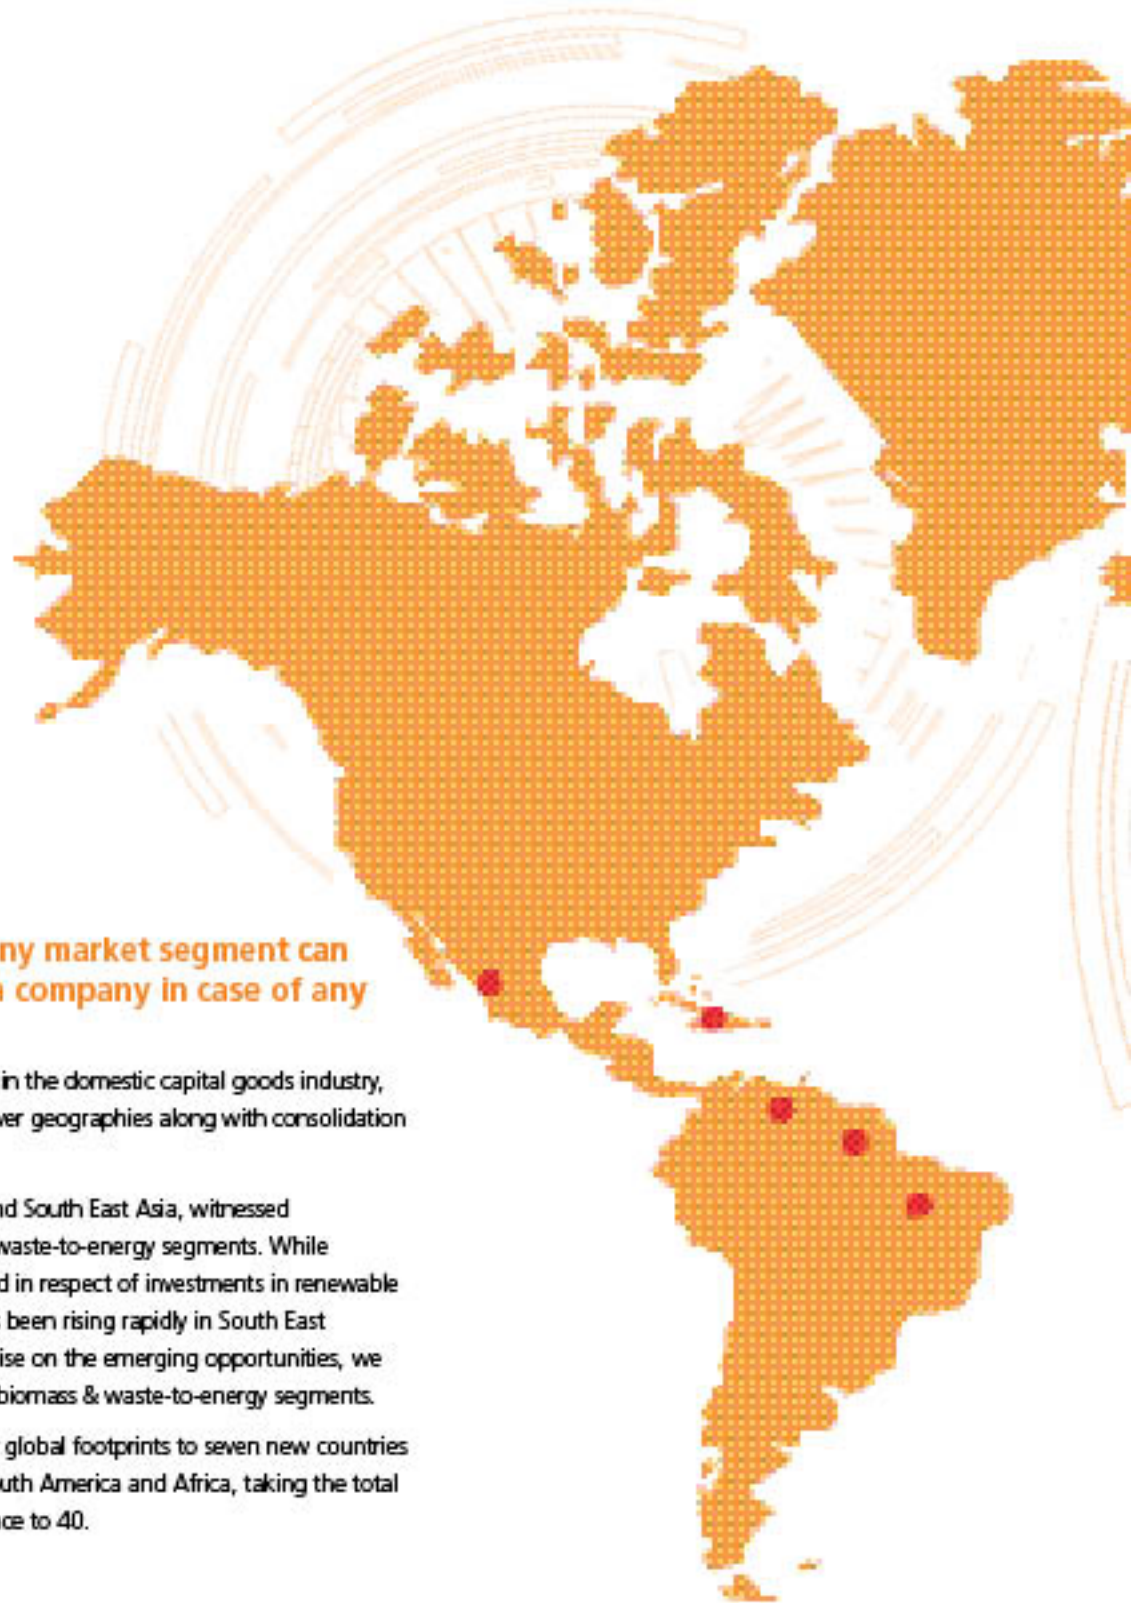 ny market segment can
company in case of any
in the domestic capital goods industry,
er geographies along with consolidation
nd South East Asia, witnessed
waste-to-energy segments. While
d in respect of investments in renewable
been rising rapidly in South East
ise on the emerging opportunities, we
biomass & waste-to-energy segments.
global footprints to seven new countries
uth America and Africa, taking the total
ce to 40.